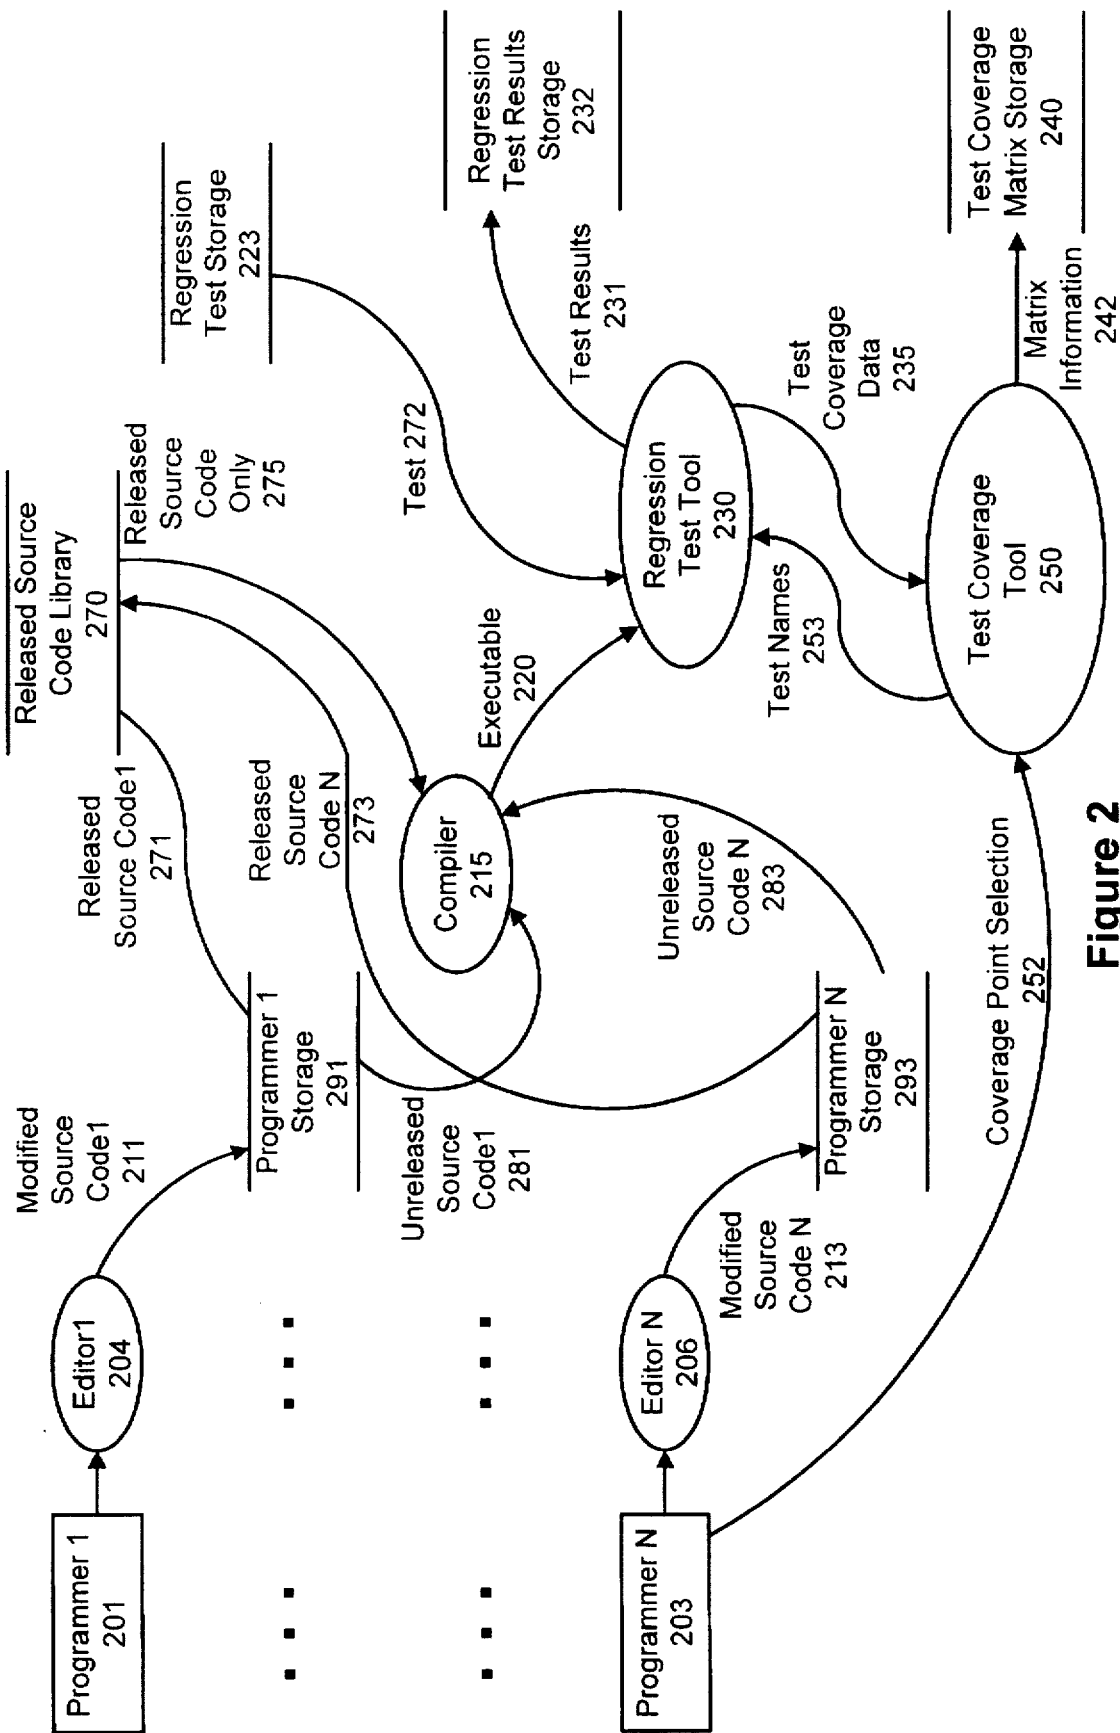 Programmer 1
201
Editor1
204
Modified
Source
Code1
211
Programmer 1
Storage
291
Released
Source Code1
271
Released Source
Code Library
270
Released
Source
Code
Only
275
Regression
Test Storage
223
Released
Source
Code N
273
Unreleased
Source
Code1
281
Compiler
215
Executable
220
Test 272
Regression
Test Results
Storage
232
Test Results
231
Regression
Test Tool
230
Programmer N
203
Editor N
206
Modified
Source
Code N
213
Programmer N
Storage
293
Unreleased
Source
Code N
283
Test Names
253
Test
Coverage
Data
235
Coverage Point Selection
252
Test Coverage
Tool
250
Matrix
Information
242
Test Coverage
Matrix Storage
240
Figure 2